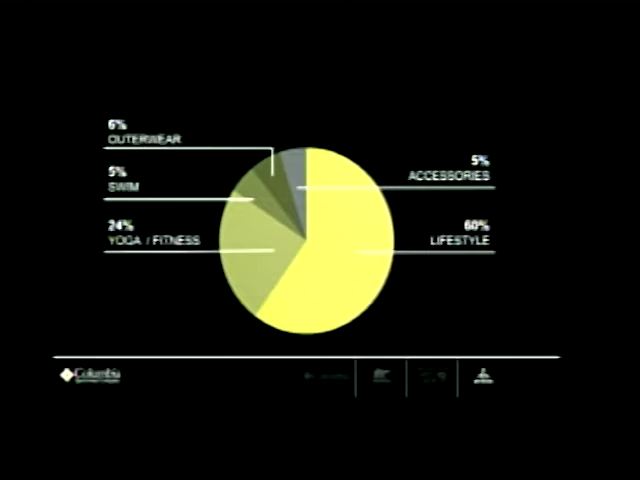 6%
OUTERWEAR
5%
SWIM
24%
YOGA / FITNESS
5%
ACCESSORIES
60%
LIFESTYLE
Columbia